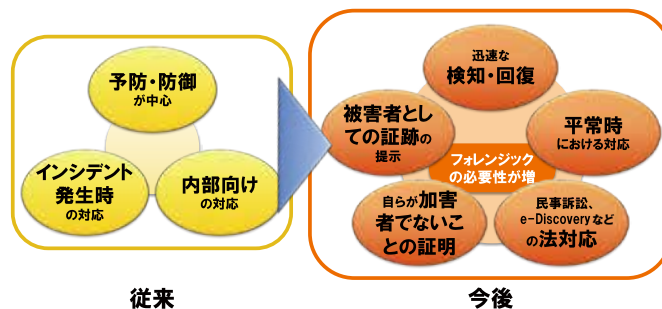 予防・防御
が中心
インシデント
発生時
の対応
内部向け
の対応
従来
迅速な
検知・回復
被害者とし
ての証跡の
提示
平常時
における対応
フォレンジック
の必要性が増
自らが加害
者でないこ
との証明
民事訴訟、
e-Discoveryなど
の法対応
今後